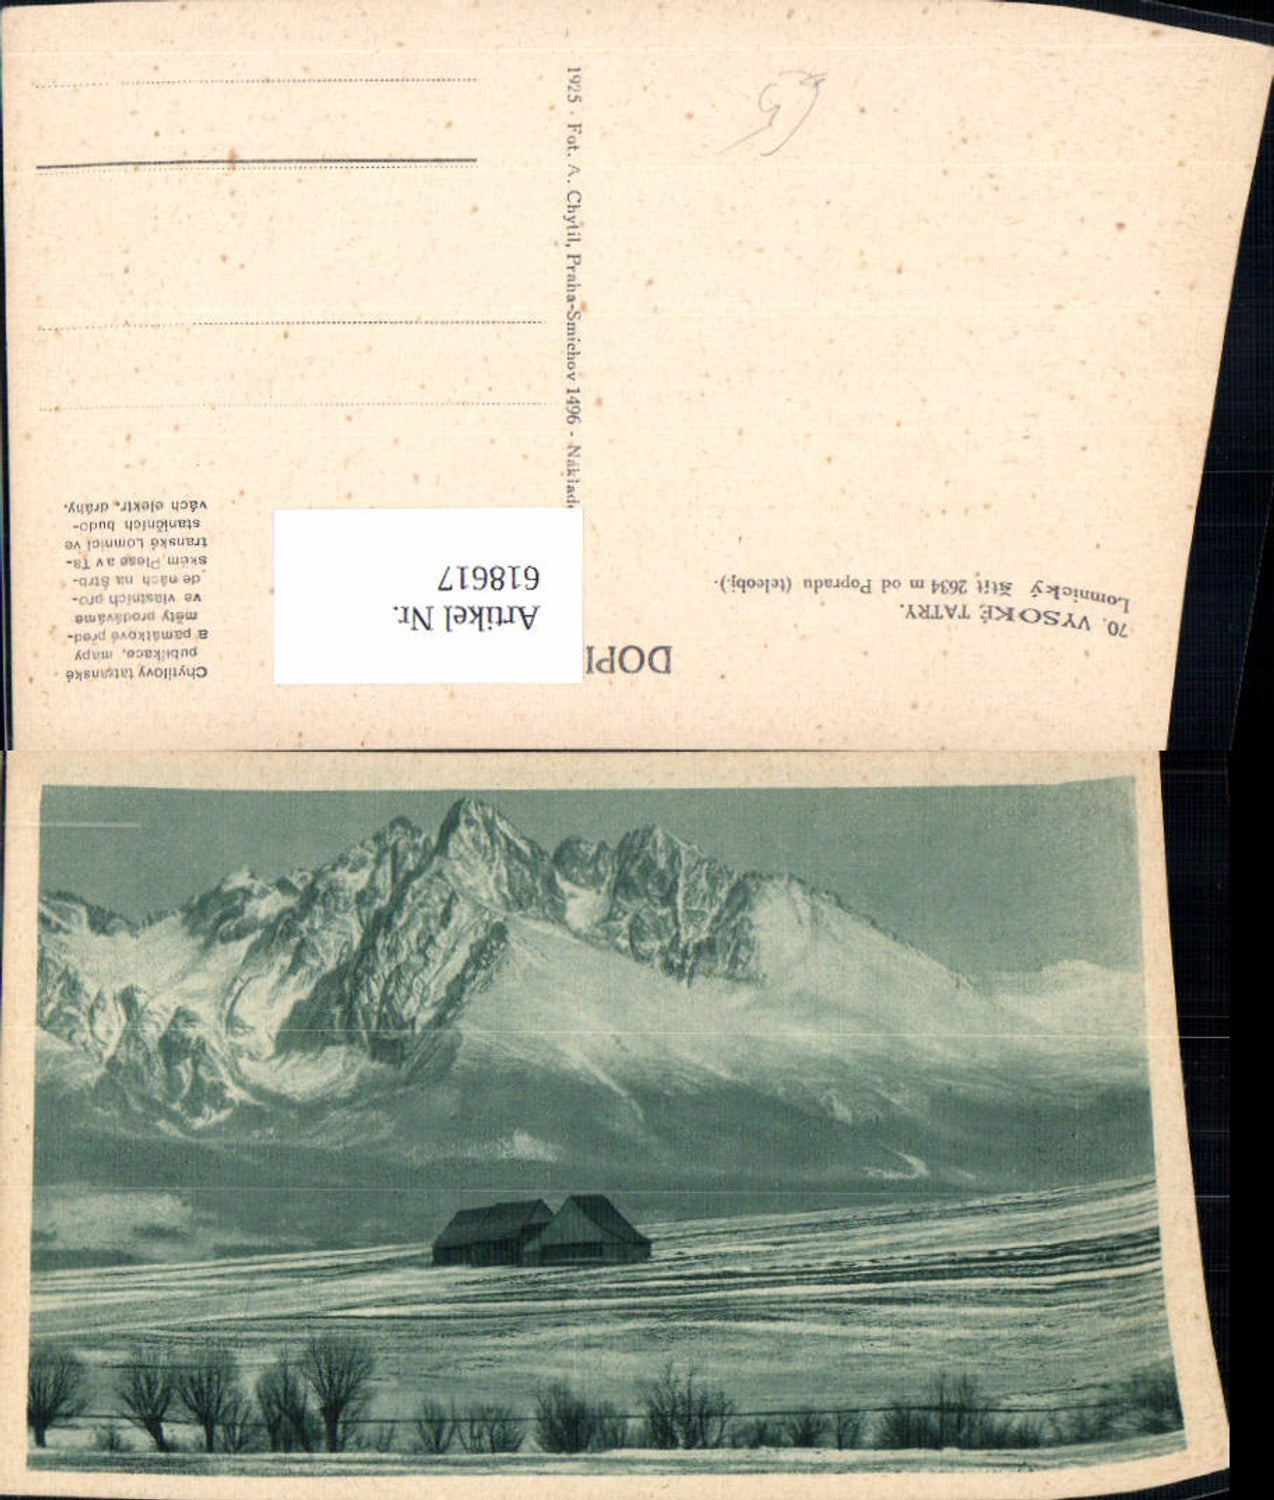 70. VYSOKÉ TATRY.
Lomnický štít 2634 m od Popradu (teleobj.).
DOPI
1925 - Fot. A. Chytil, Praha-Smíchov 1496 - Náklade
Artikel Nr.
618617
Chytilovy tatranské
publikace, mapy
a památkové před-
měty prodáváme
ve vlastních pro-
dejnách na Štrb-
ském Plese a v Ta-
transké Lomnici ve
staničních budo-
vách elektr. dráhy.